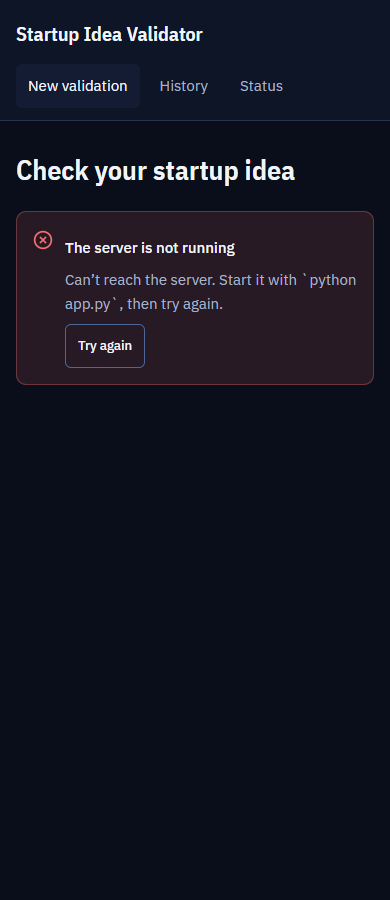 Startup Idea Validator
New validation
History
Status
Check your startup idea
The server is not running
Can’t reach the server. Start it with `python
app.py`, then try again.
Try again